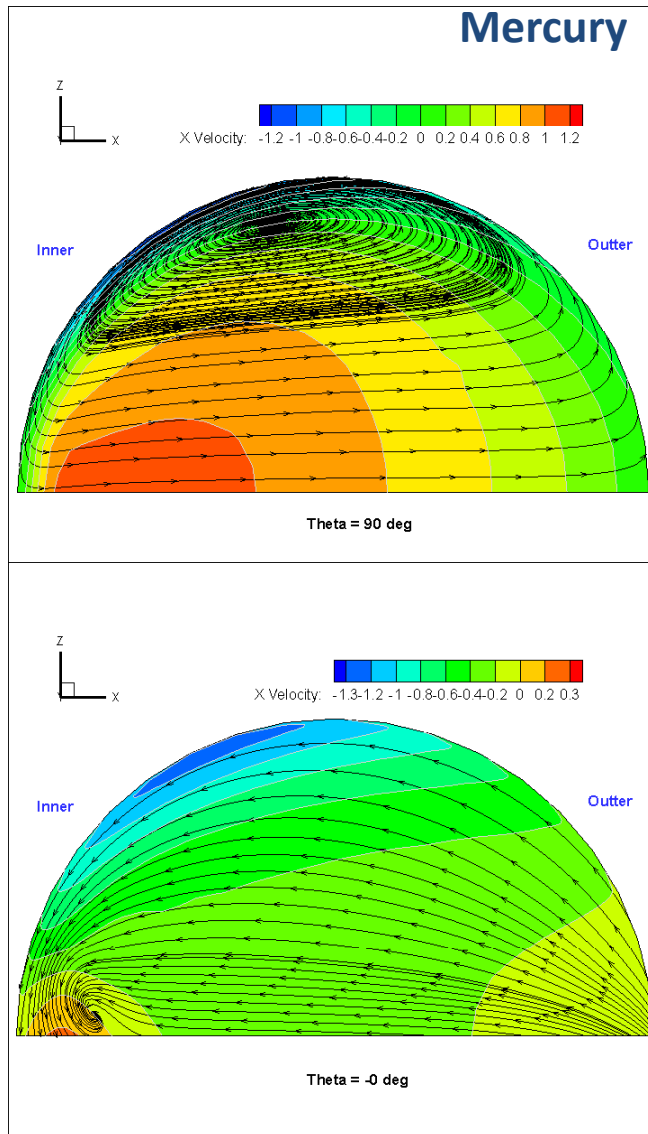 Mercury
Z
X
X Velocity: -1.2 -1 -0.8 -0.6 -0.4 -0.2 0 0.2 0.4 0.6 0.8 1 1.2
Inner Outter
Theta = 90 deg
Z
X
X Velocity: -1.3 -1.2 -1 -0.8 -0.6 -0.4 -0.2 0 0.2 0.3
Inner Outter
Theta = -0 deg